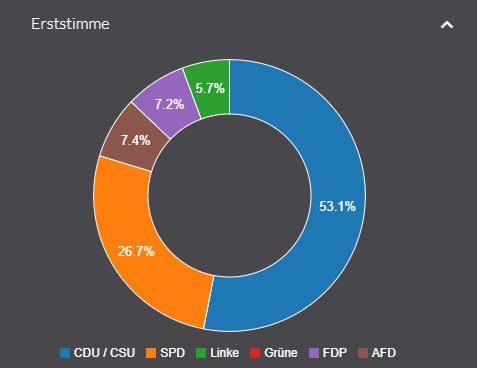 Erststimme
5.7%
7.2%
7.4%
53.1%
26.7%
CDU / CSU SPD Linke Grüne FDP AFD